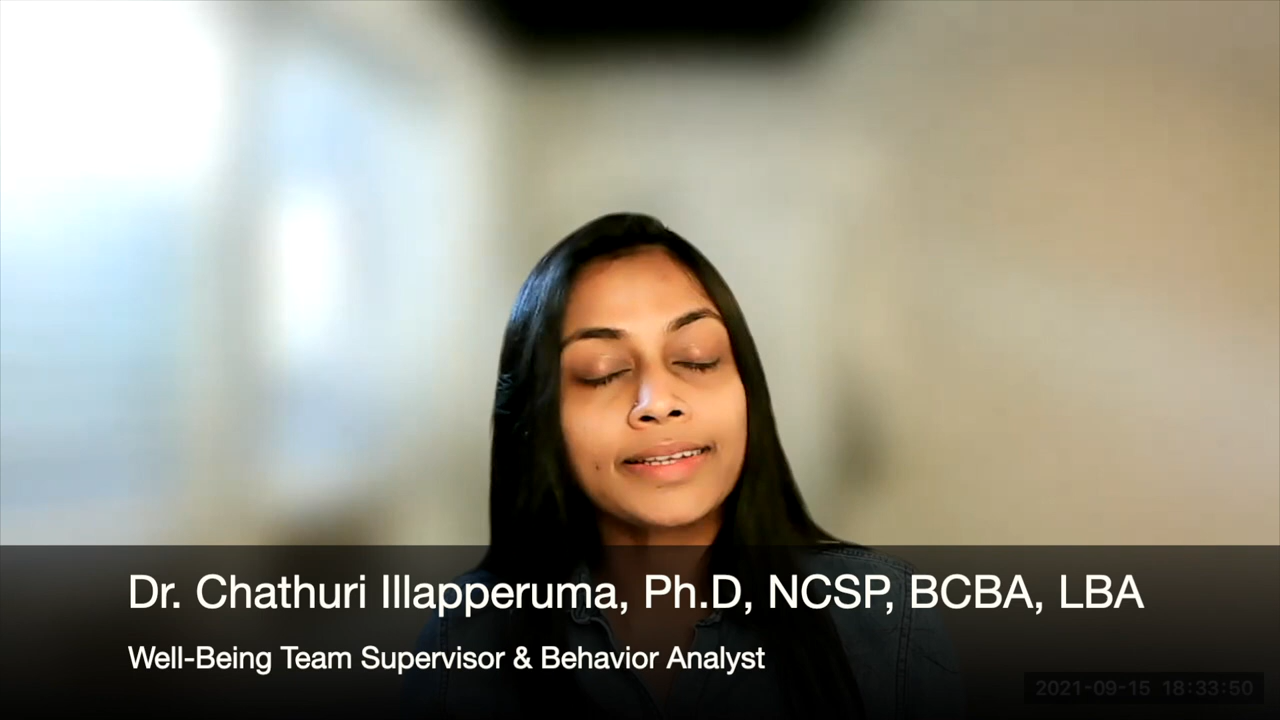 Dr. Chathuri Illapperuma, Ph.D, NCSP, BCBA, LBA
Well-Being Team Supervisor & Behavior Analyst
2021-09-15 18:33:50